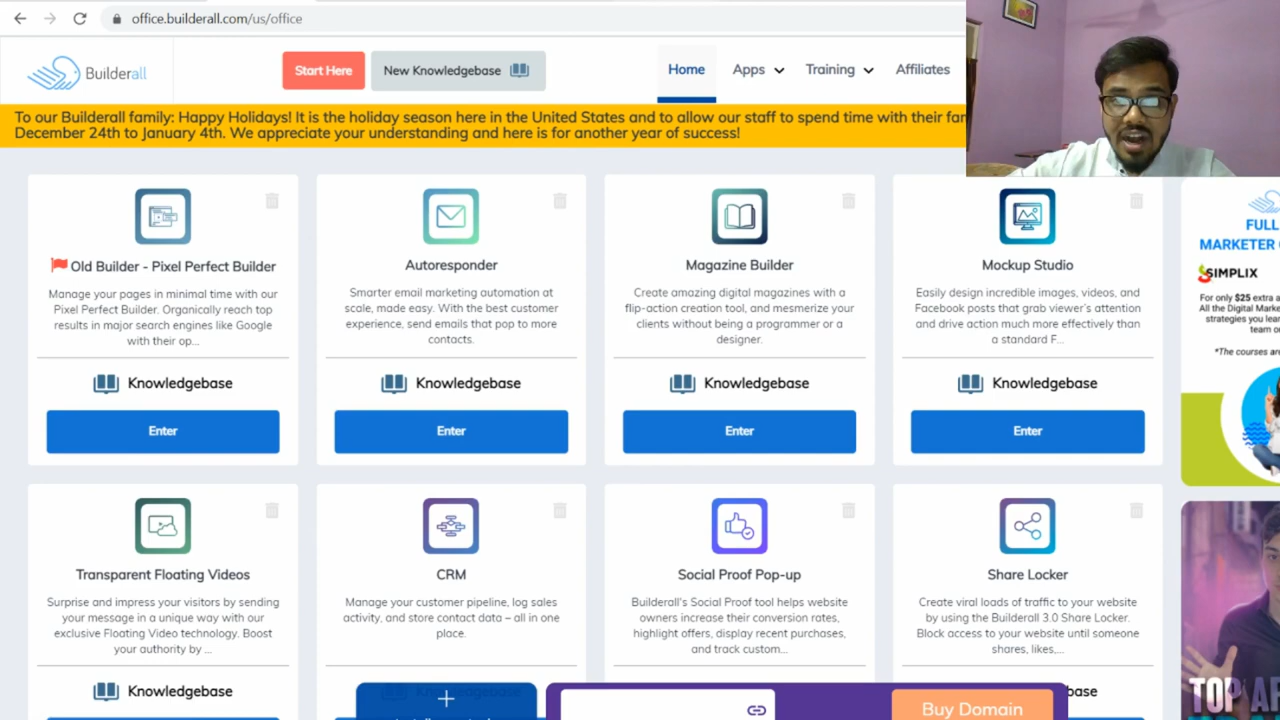 office.builderall.com/us/office
Builderall
Start Here
New Knowledgebase
Home
Apps
Training
Affiliates
To our Builderall family: Happy Holidays! It is the holiday season here in the United States and to allow our staff to spend time with their
December 24th to January 4th. We appreciate your understanding and here is for another year of success!
Old Builder - Pixel Perfect Builder
Manage your pages in minimal time with our
Pixel Perfect Builder. Organically reach top
results in major search engines like Google
with their op...
Knowledgebase
Enter
Autoresponder
Smarter email marketing automation at
scale, made easy. With the best customer
experience, send emails that pop to more
contacts.
Knowledgebase
Enter
Magazine Builder
Create amazing digital magazines with a
flip-action creation tool, and mesmerize your
clients without being a programmer or a
designer.
Knowledgebase
Enter
Mockup Studio
Easily design incredible images, videos, and
Facebook posts that grab viewer's attention
and drive action much more effectively than
a standard F...
Knowledgebase
Enter
FULL
MARKETER
SIMPLIX
For only $25 extra a
All the Digital Marke
strategies you lea
team o
*The courses are
Transparent Floating Videos
Surprise and impress your visitors by sending
your message in a unique way with our
exclusive Floating Video technology. Boost
your authority by ...
Knowledgebase
CRM
Manage your customer pipeline, log sales
activity, and store contact data – all in one
place.
Social Proof Pop-up
Builderall's Social Proof tool helps website
owners increase their conversion rates,
highlight offers, display recent purchases,
and track custom...
Share Locker
Create viral loads of traffic to your website
by using the Builderall 3.0 Share Locker.
Block access to your website until someone
shares, likes,...
base
Buy Domain
TOP AF